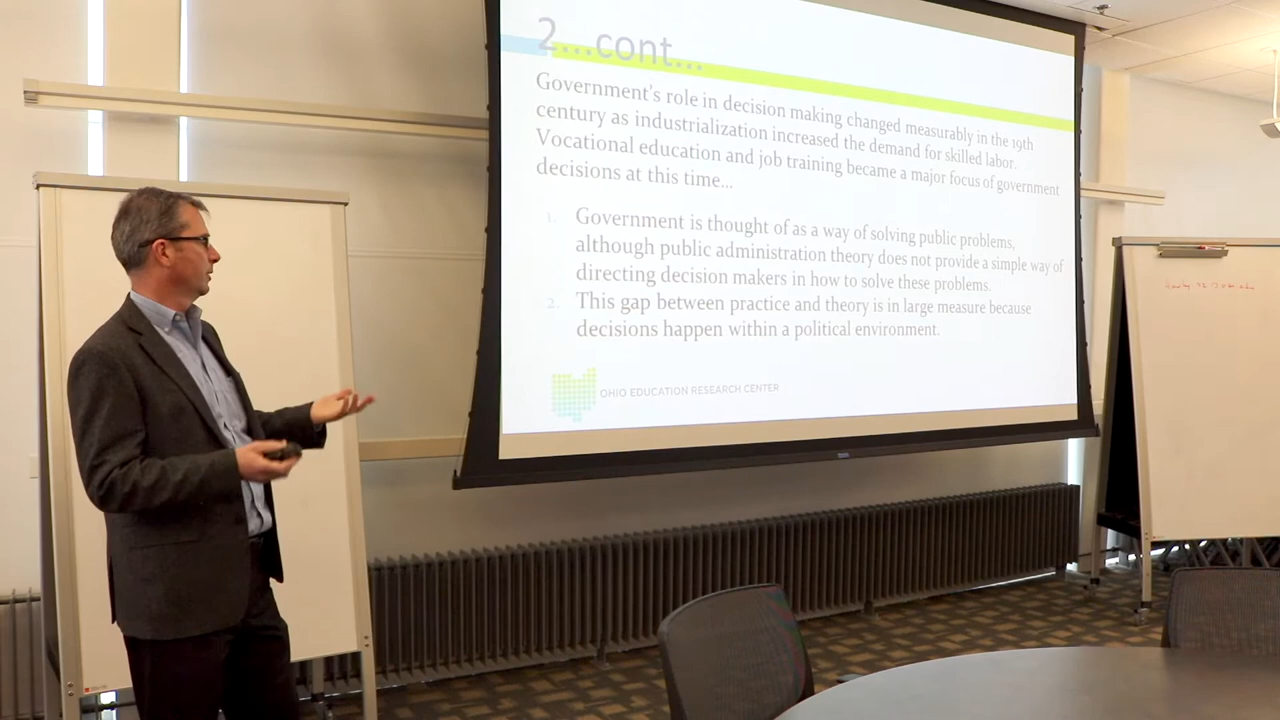 2...cont...
Government's role in decision making changed measurably in the 19th
century as industrialization increased the demand for skilled labor.
Vocational education and job training became a major focus of government
decisions at this time...
1. Government is thought of as a way of solving public problems,
although public administration theory does not provide a simple way of
directing decision makers in how to solve these problems.
2. This gap between practice and theory is in large measure because
decisions happen within a political environment.
OHIO EDUCATION RESEARCH CENTER